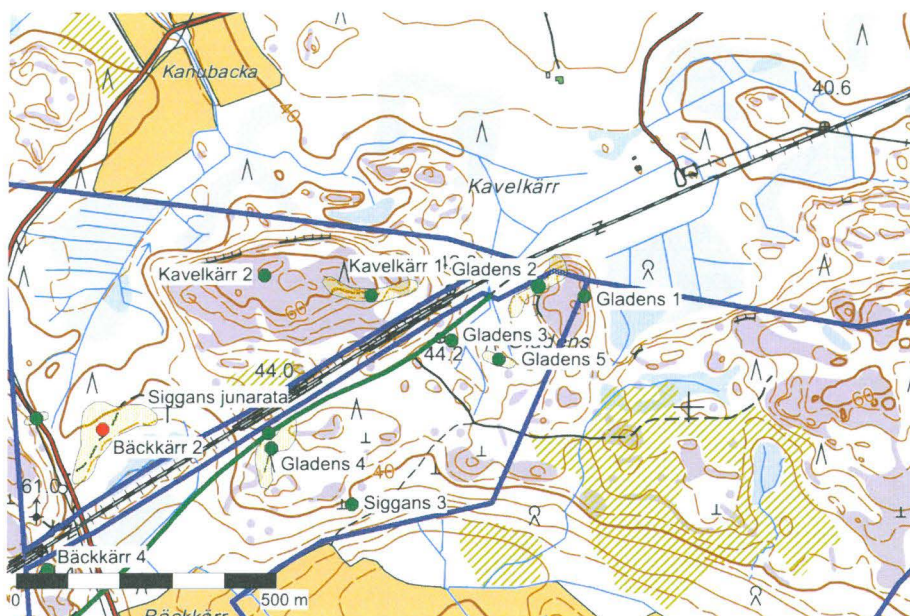 Kanubacka
40
40.6
Kavelkärr
Kavelkärr 2
Kavelkärr 1
Gladens 2
60
Gladens 1
Gladens 3
44.2
Gladens 5
44.0
Siggans junarata
Bäckkärr 2
Gladens 4
40
61.0
Siggans 3
Bäckkärr 4
0
500 m
Bäckkärr